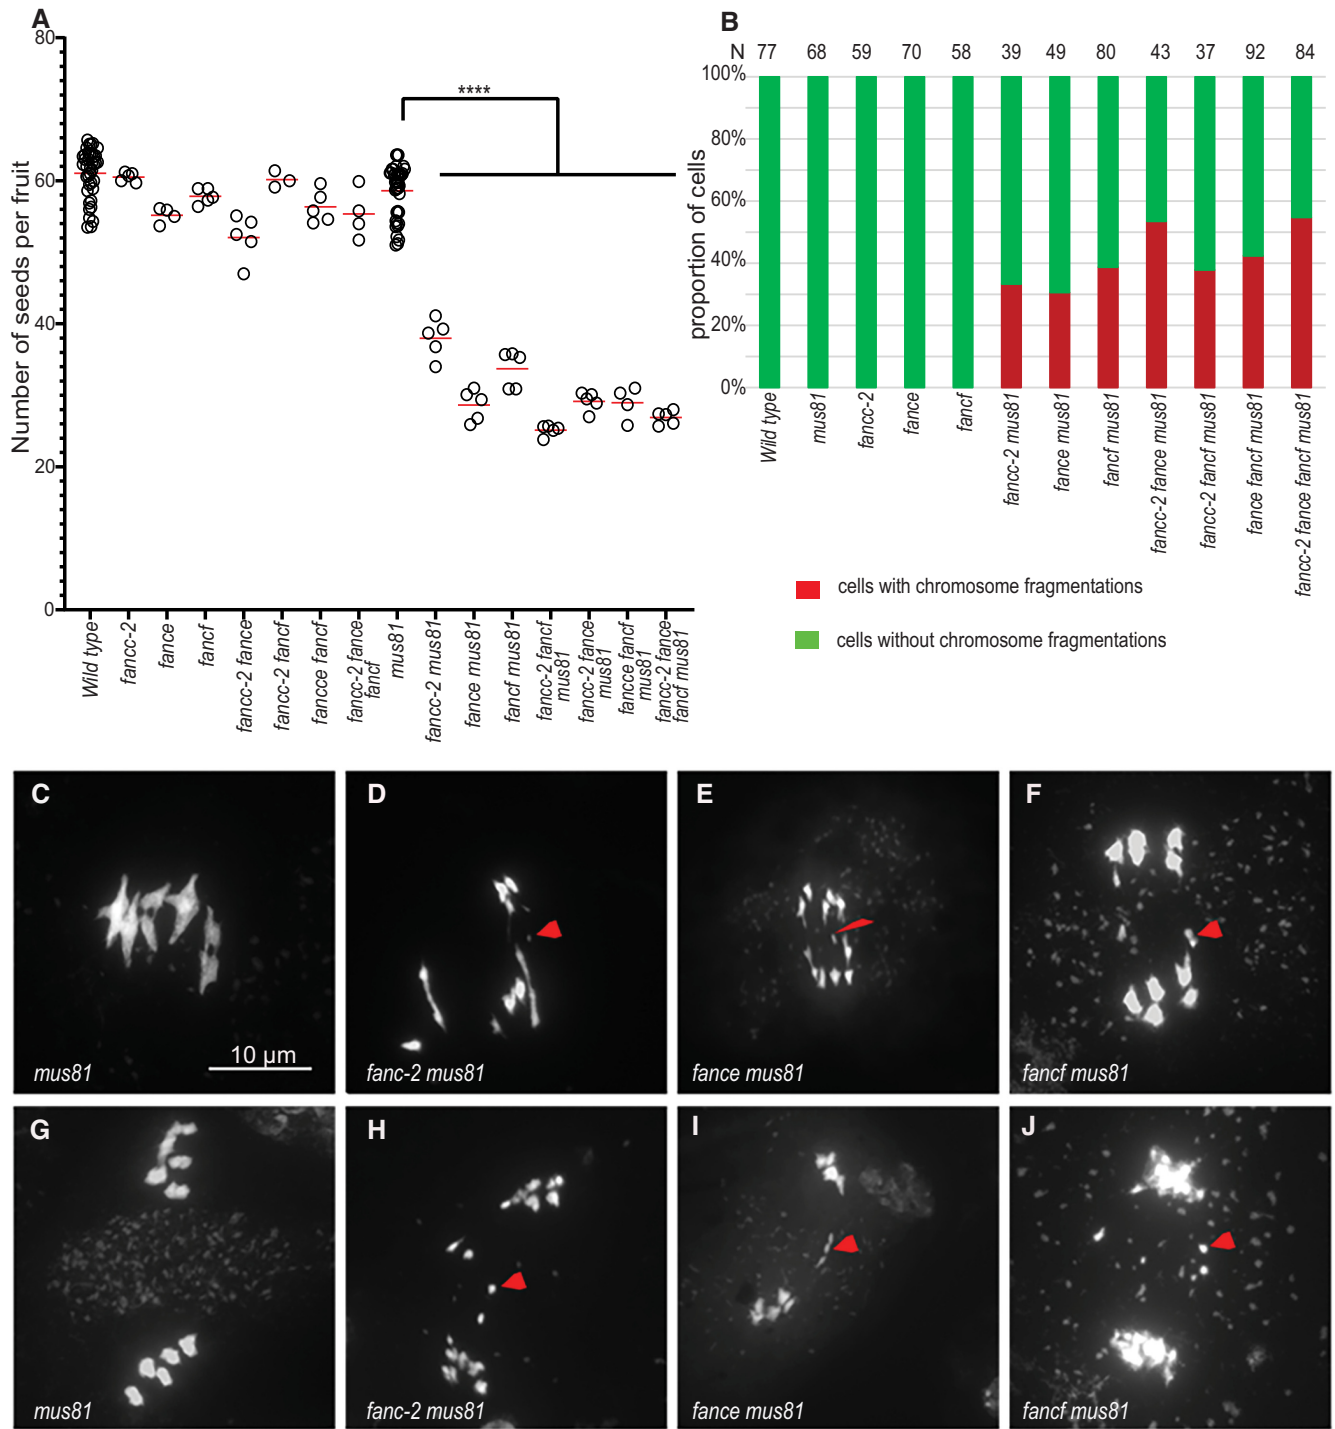 A
Number of seeds per fruit
80
60
40
20
0
****
Wild type
fancc-2
fance
fancf
fancc-2 fance
fancc-2 fancf
fancce fancf
fancc-2 fance
fancf
mus81
fancc-2 mus81
fance mus81
fancf mus81
fancc-2 fancf
mus81
fancc-2 fance
mus81
fancce fancf
mus81
fancc-2 fance
fancf mus81
B
N 77 68 59 70 58 39 49 80 43 37 92 84
proportion of cells
100%
80%
60%
40%
20%
0%
Wild type
mus81
fancc-2
fance
fancf
fancc-2 mus81
fance mus81
fancf mus81
fancc-2 fance mus81
fancc-2 fancf mus81
fance fancf mus81
fancc-2 fance fancf mus81
cells with chromosome fragmentations
cells without chromosome fragmentations
C
10 µm
mus81
D
fanc-2 mus81
E
fance mus81
F
fancf mus81
G
mus81
H
fanc-2 mus81
I
fance mus81
J
fancf mus81